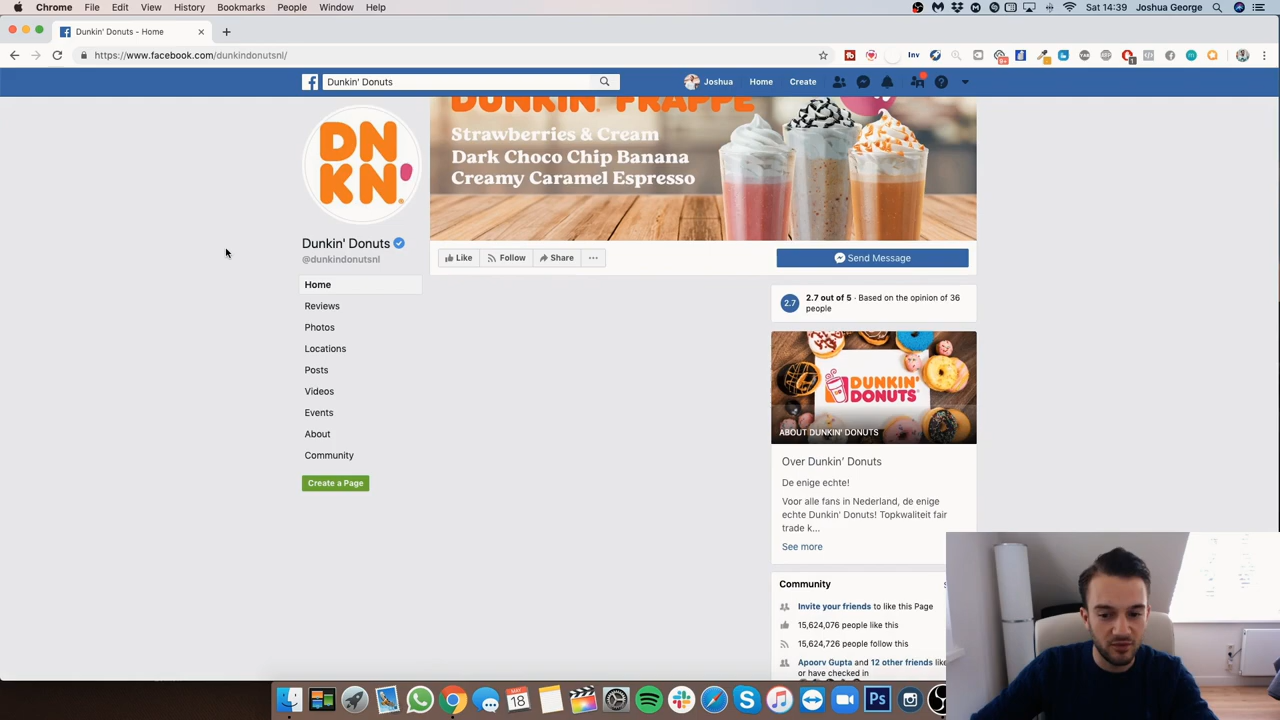 Chrome File Edit View History Bookmarks People Window Help
Sat 14:39 Joshua George
Dunkin' Donuts - Home
https://www.facebook.com/dunkindonutsnl/
Inv
Dunkin' Donuts
Joshua Home Create
DUNKIN' FRAPPE
Strawberries & Cream
Dark Choco Chip Banana
Creamy Caramel Espresso
DN
KN'
Dunkin' Donuts
@dunkindonutsnl
Like Follow Share ...
Send Message
Home
Reviews
Photos
Locations
Posts
Videos
Events
About
Community
Create a Page
2.7
2.7 out of 5 · Based on the opinion of 36
people
DUNKIN'
DONUTS
ABOUT DUNKIN' DONUTS
Over Dunkin' Donuts
De enige echte!
Voor alle fans in Nederland, de enige
echte Dunkin' Donuts! Topkwaliteit fair
trade k...
See more
Community
Invite your friends to like this Page
15,624,076 people like this
15,624,726 people follow this
Apoorv Gupta and 12 other friends like
or have checked in
MAY
18
Ps